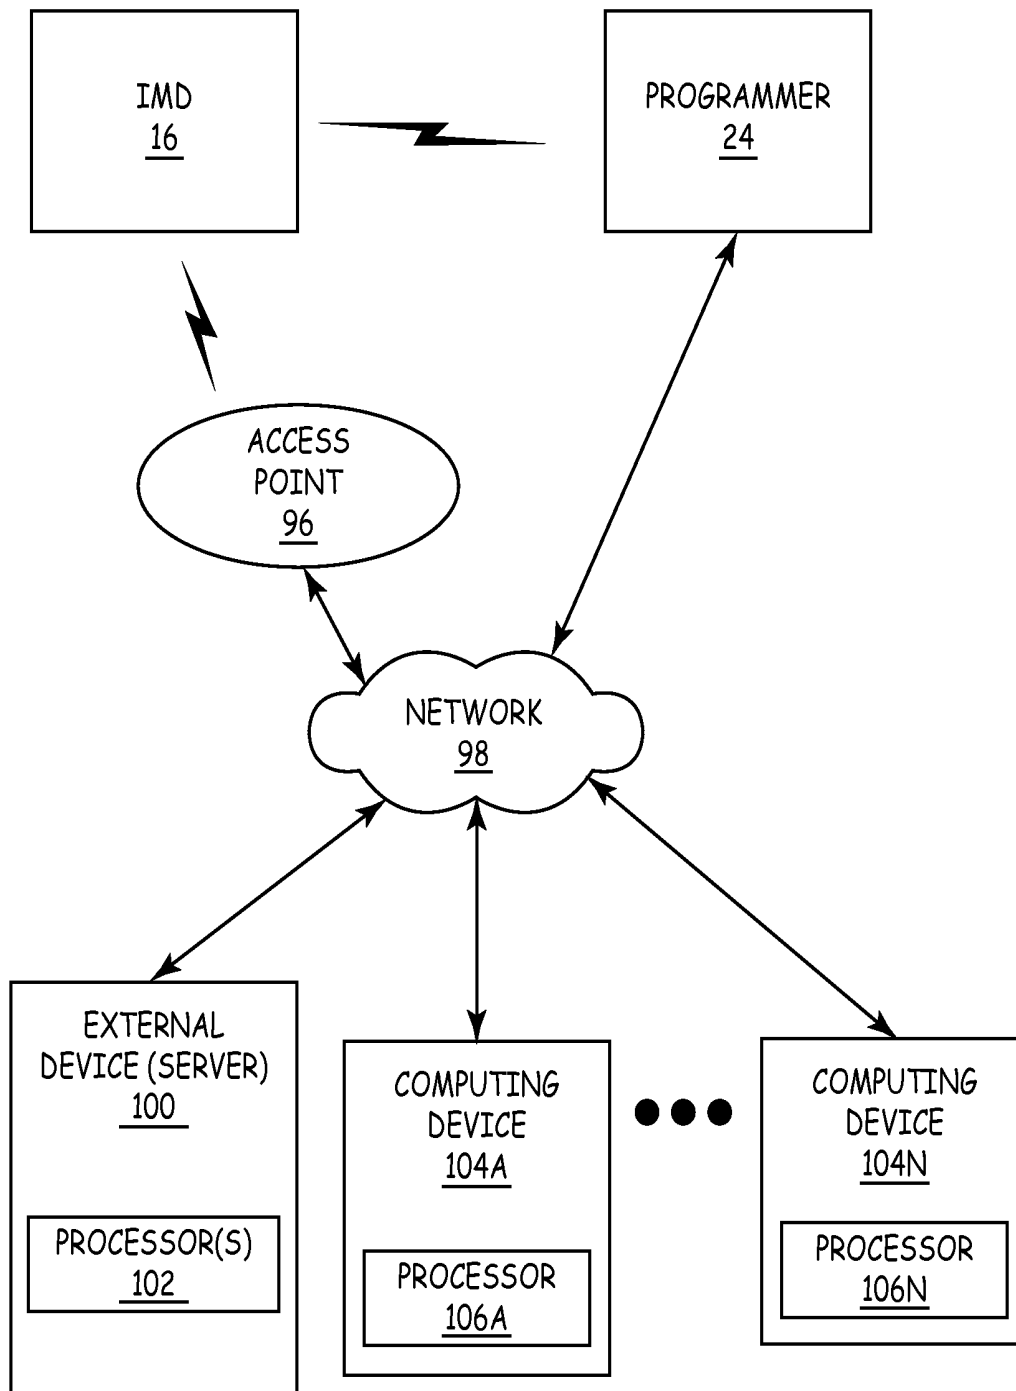 IMD
16
PROGRAMMER
24
ACCESS
POINT
96
NETWORK
98
EXTERNAL
DEVICE (SERVER)
100
PROCESSOR(S)
102
COMPUTING
DEVICE
104A
PROCESSOR
106A
COMPUTING
DEVICE
104N
PROCESSOR
106N